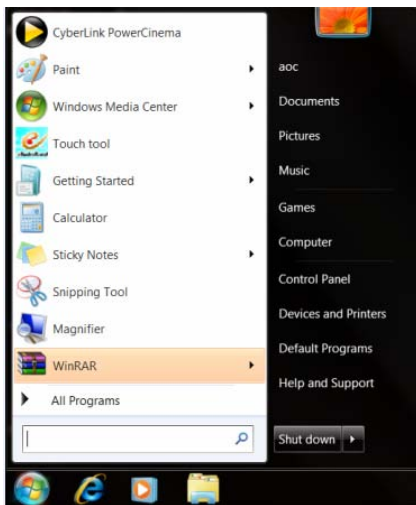 CyberLink PowerCinema
Paint
Windows Media Center
Touch tool
Getting Started
Calculator
Sticky Notes
Snipping Tool
Magnifier
WinRAR
All Programs
aoc
Documents
Pictures
Music
Games
Computer
Control Panel
Devices and Printers
Default Programs
Help and Support
Shut down